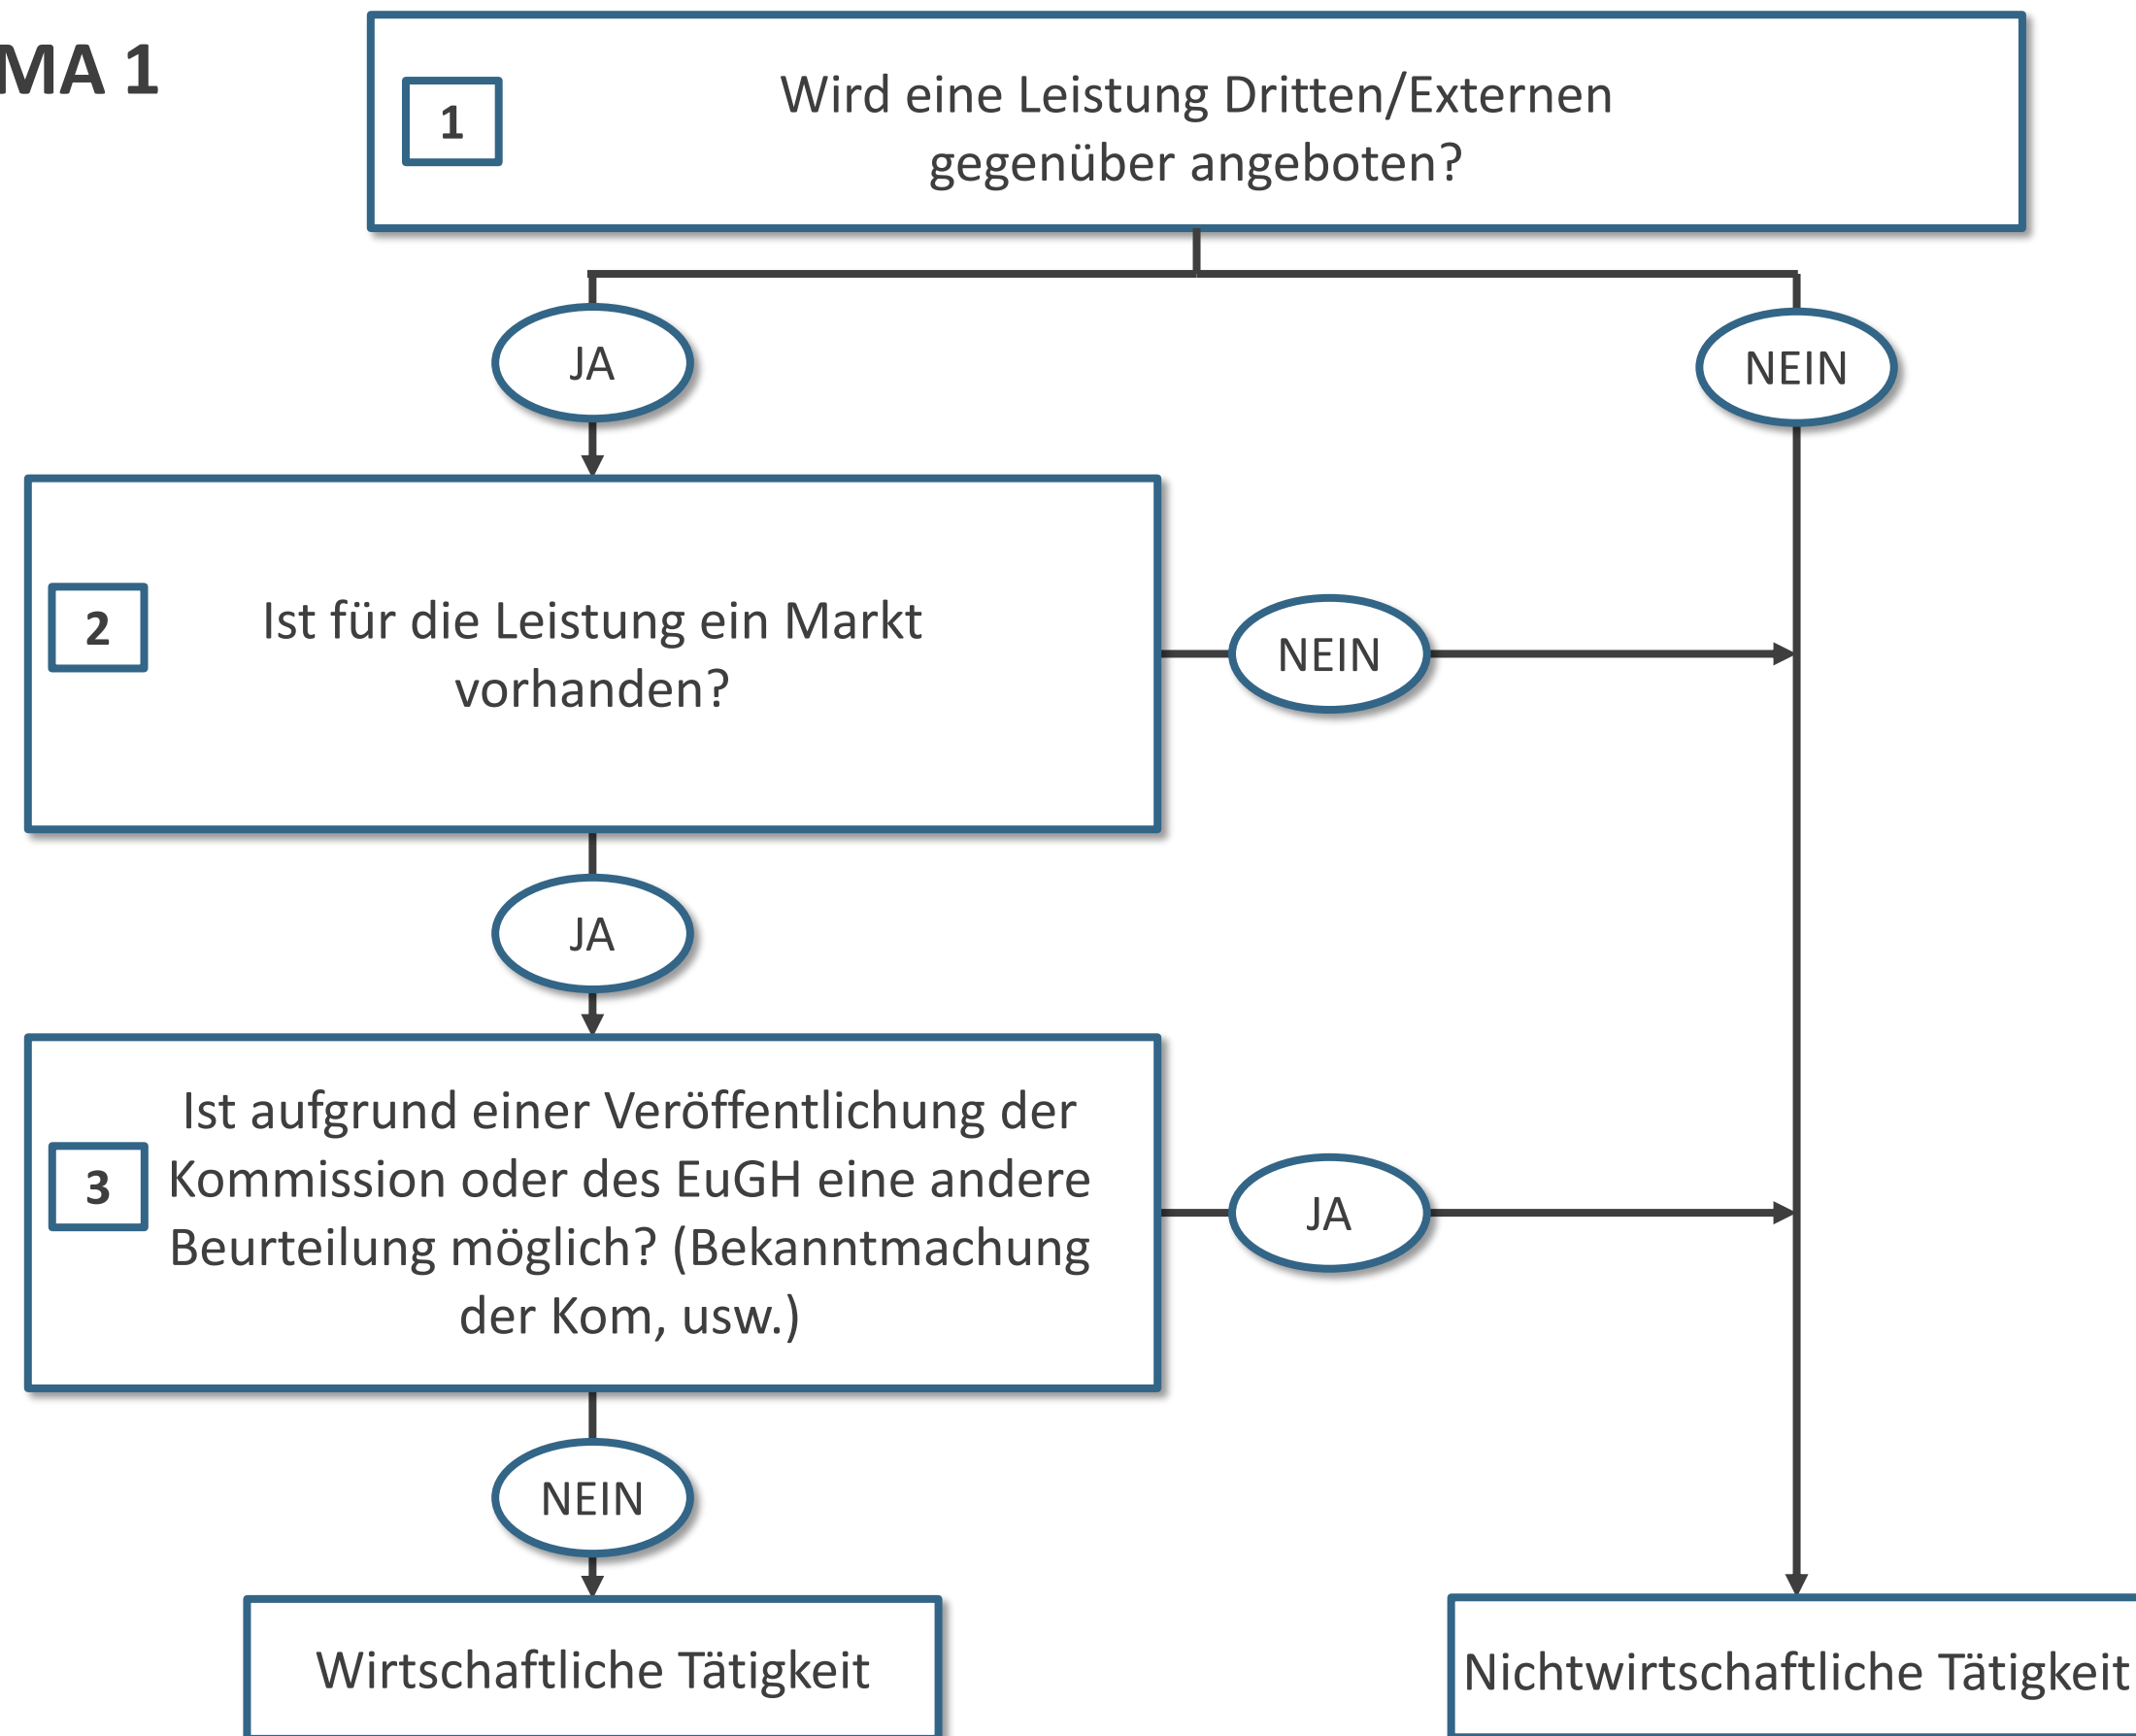 MA 1
1
Wird eine Leistung Dritten/Externen
gegenüber angeboten?
JA
NEIN
2
Ist für die Leistung ein Markt
vorhanden?
NEIN
JA
3
Ist aufgrund einer Veröffentlichung der
Kommission oder des EuGH eine andere
Beurteilung möglich? (Bekanntmachung
der Kom, usw.)
JA
NEIN
Wirtschaftliche Tätigkeit
Nichtwirtschaftliche Tätigkeit